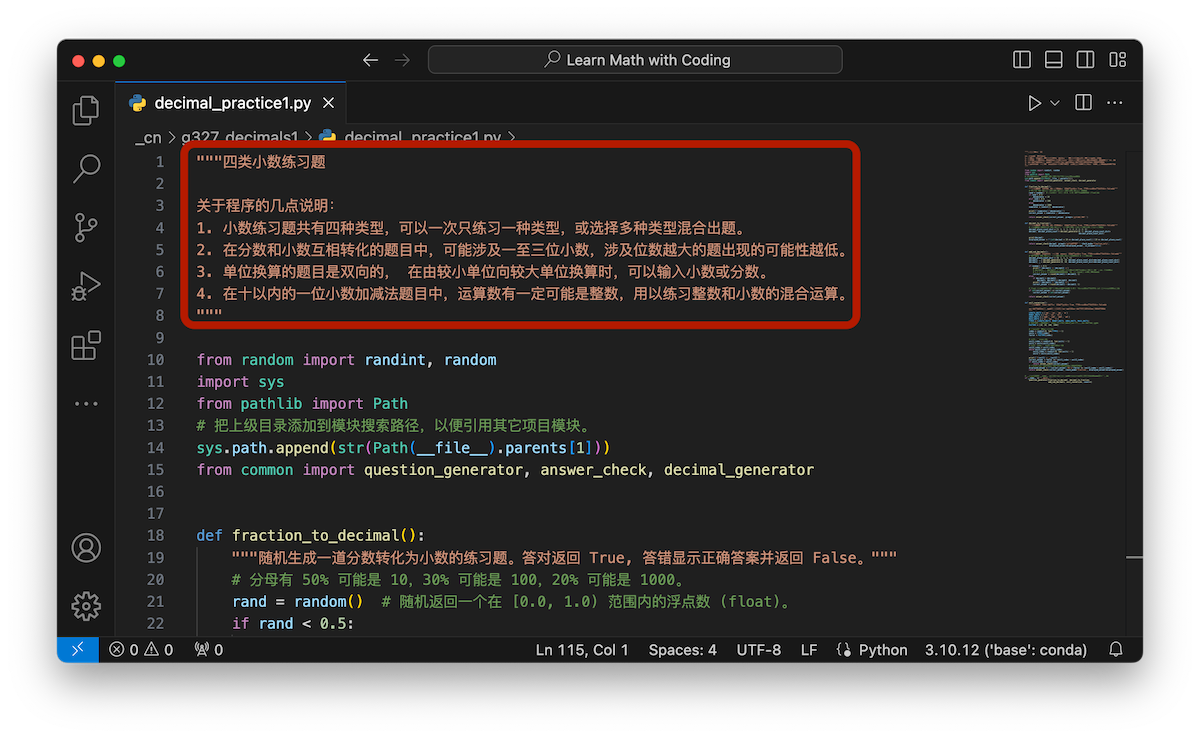 Learn Math with Coding
decimal_practice1.py
_cn > g327_decimals1 > decimal_practice1.py >
1 """四类小数练习题
2
3 关于程序的几点说明：
4 1. 小数练习题共有四种类型，可以一次只练习一种类型，或选择多种类型混合出题。
5 2. 在分数和小数互相转化的题目中，可能涉及一至三位小数，涉及位数越大的题出现的可能性越低。
6 3. 单位换算的题目是双向的， 在由较小单位向较大单位换算时，可以输入小数或分数。
7 4. 在十以内的一位小数加减法题目中，运算数有一定可能是整数，用以练习整数和小数的混合运算。
8 """
9
10 from random import randint, random
11 import sys
12 from pathlib import Path
13 # 把上级目录添加到模块搜索路径，以便引用其它项目模块。
14 sys.path.append(str(Path(__file__).parents[1]))
15 from common import question_generator, answer_check, decimal_generator
16
17
18 def fraction_to_decimal():
19 """随机生成一道分数转化为小数的练习题。答对返回 True, 答错显示正确答案并返回 False。"""
20 # 分母有 50% 可能是 10，30% 可能是 100，20% 可能是 1000。
21 rand = random() # 随机返回一个在 [0.0, 1.0) 范围内的浮点数 (float)。
22 if rand < 0.5:
0 0 0 Ln 115, Col 1 Spaces: 4 UTF-8 LF Python 3.10.12 ('base': conda)